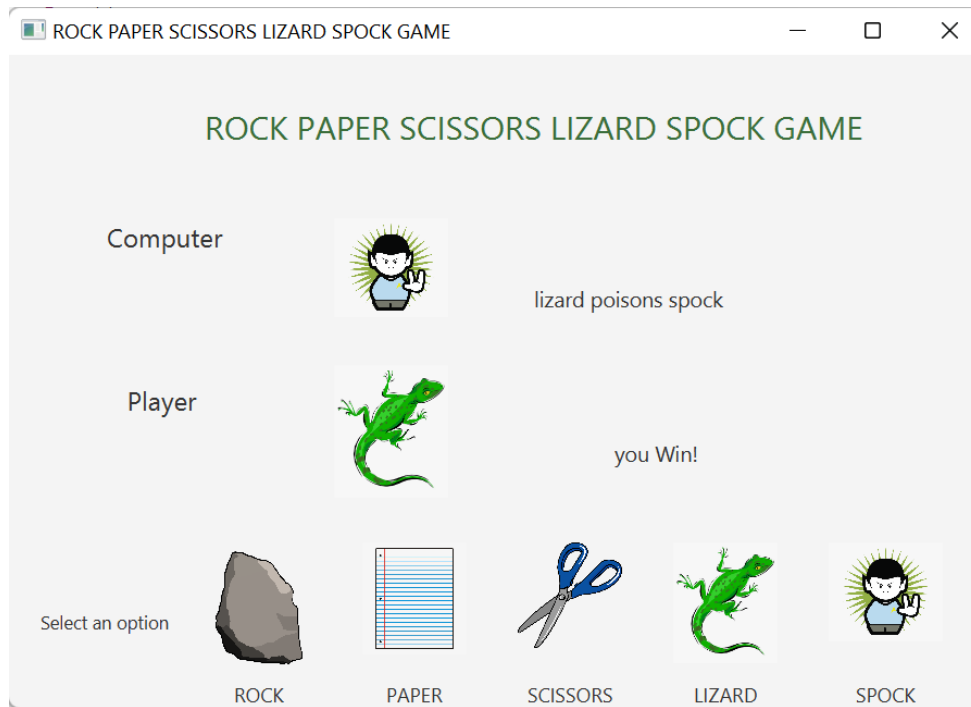 ROCK PAPER SCISSORS LIZARD SPOCK GAME
ROCK PAPER SCISSORS LIZARD SPOCK GAME
Computer
lizard poisons spock
Player
you Win!
Select an option
ROCK PAPER SCISSORS LIZARD SPOCK